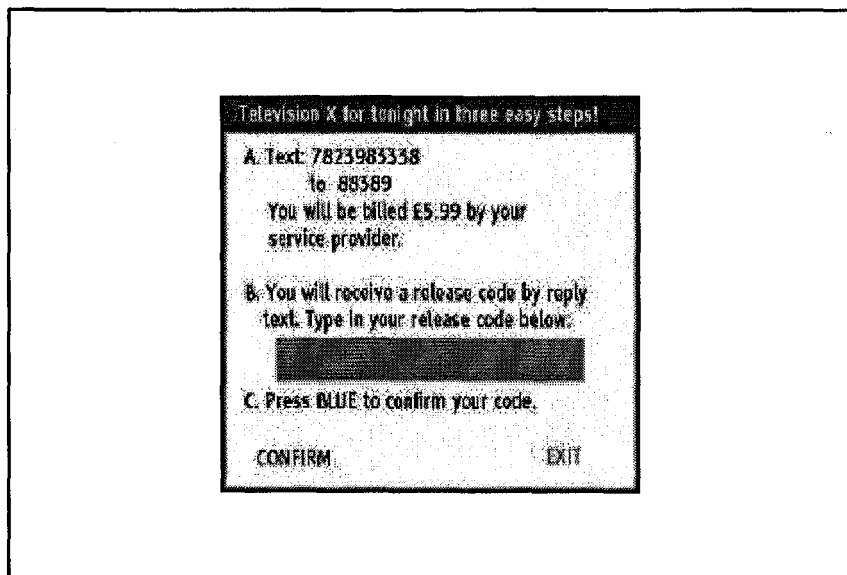 Television X for tonight in three easy steps!
A. Text: 7823983338
to 88389
You will be billed £5.99 by your
service provider.
B. You will receive a release code by reply
text. Type in your release code below:
C. Press BLUE to confirm your code.
CONFIRM
EXIT